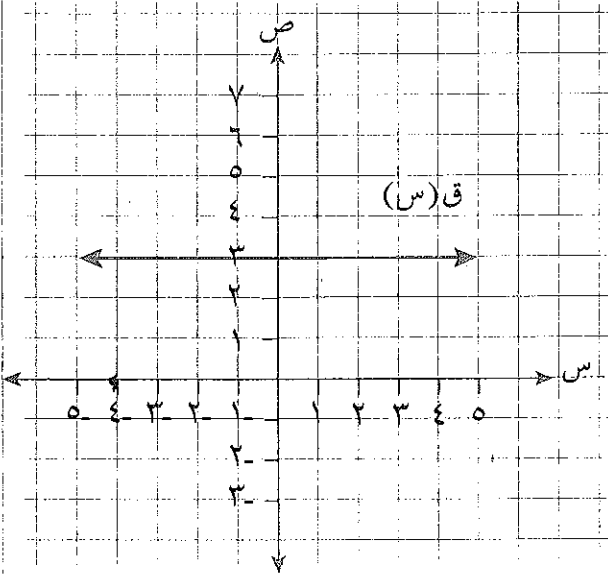 ص
٧
٦
٥
ق(س)
٤
٣
٢
١
س
٥- ٤- ٣- ٢- ١- ١ ٢ ٣ ٤ ٥
٢-
٣-